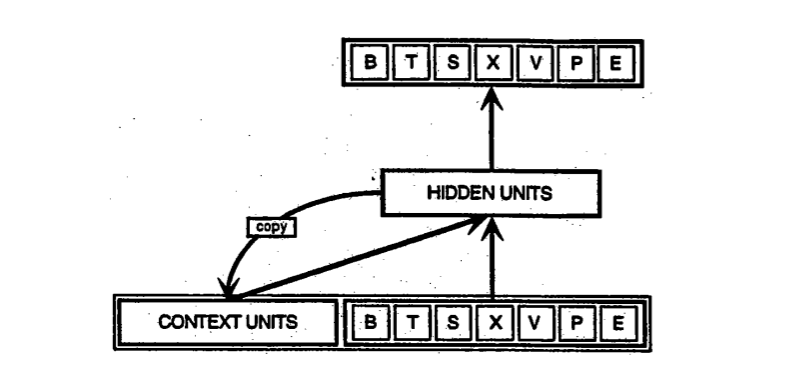 B T S X V P E
HIDDEN UNITS
copy
CONTEXT UNITS B T S X V P E